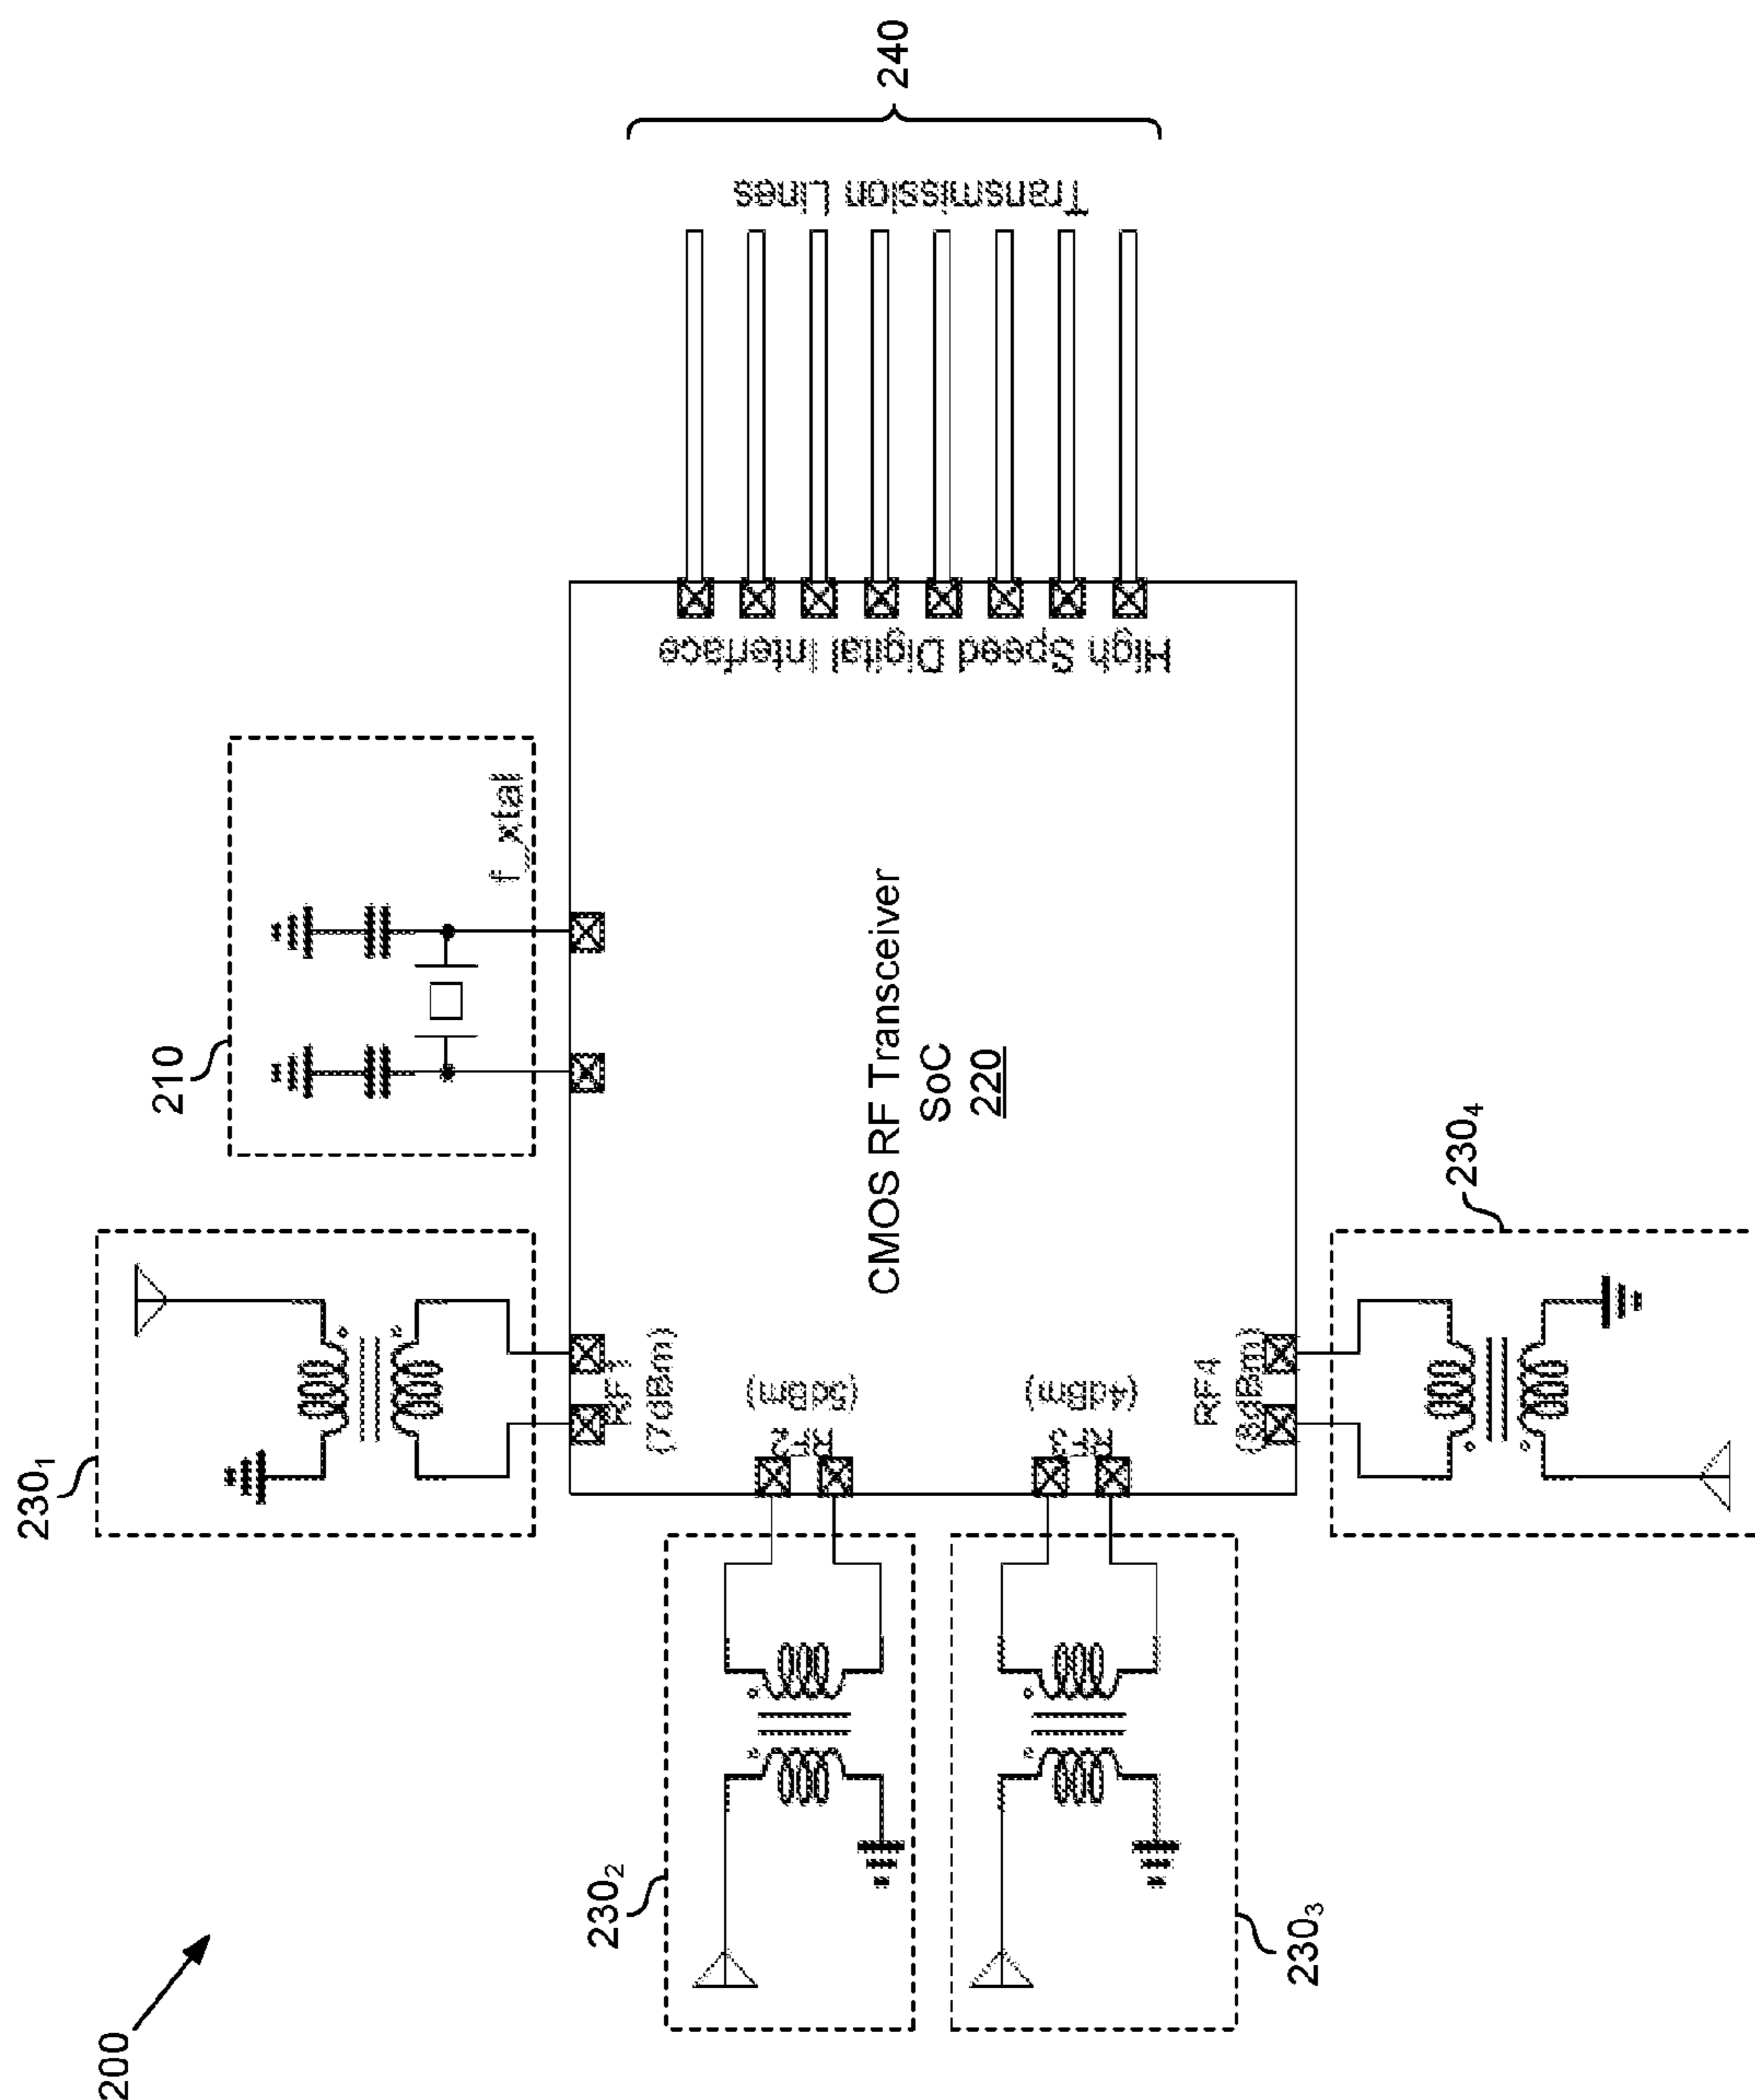 200
230₁
210
f_xtal
RF1
(7dBm)
230₂
RF2
(5dBm)
CMOS RF Transceiver
SoC
220
High Speed Digital Interface
Transmission Lines
240
230₃
RF3
(4dBm)
RF4
230₄